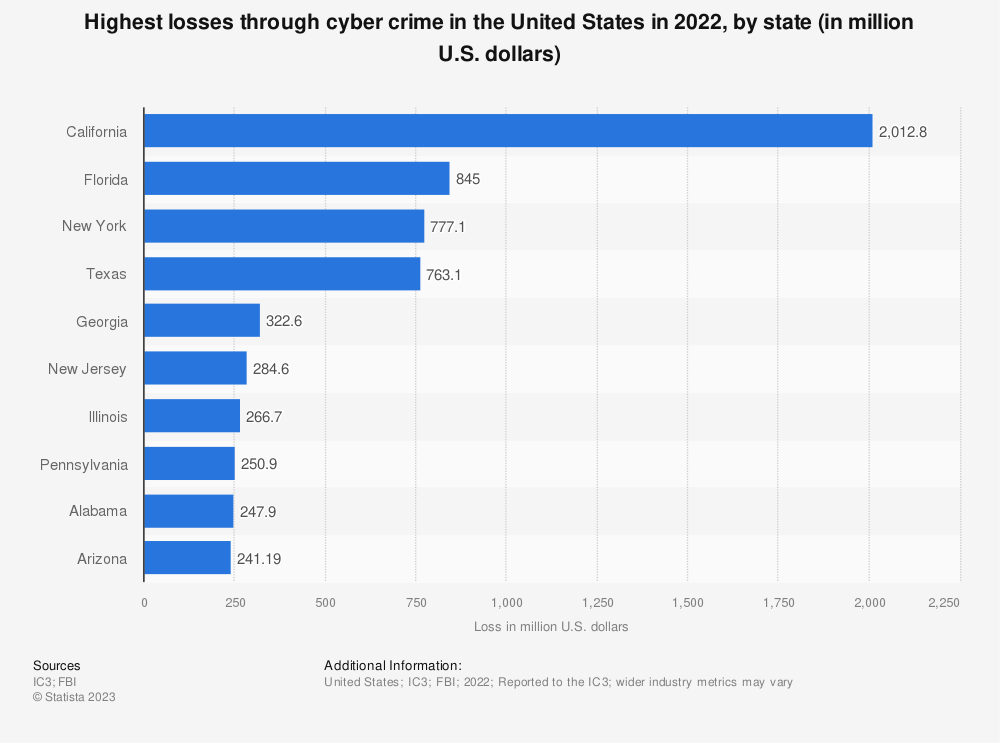 Highest losses through cyber crime in the United States in 2022, by state (in million
U.S. dollars)
California 2,012.8
Florida 845
New York 777.1
Texas 763.1
Georgia 322.6
New Jersey 284.6
Illinois 266.7
Pennsylvania 250.9
Alabama 247.9
Arizona 241.19
0 250 500 750 1,000 1,250 1,500 1,750 2,000 2,250
Loss in million U.S. dollars
Sources
IC3; FBI
© Statista 2023
Additional Information:
United States; IC3; FBI; 2022; Reported to the IC3; wider industry metrics may vary